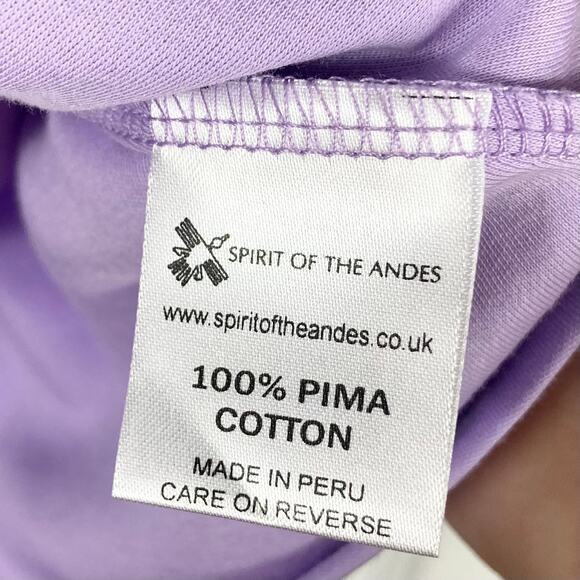 SPIRIT OF THE ANDES
www.spiritoftheandes.co.uk
100% PIMA
COTTON
MADE IN PERU
CARE ON REVERSE